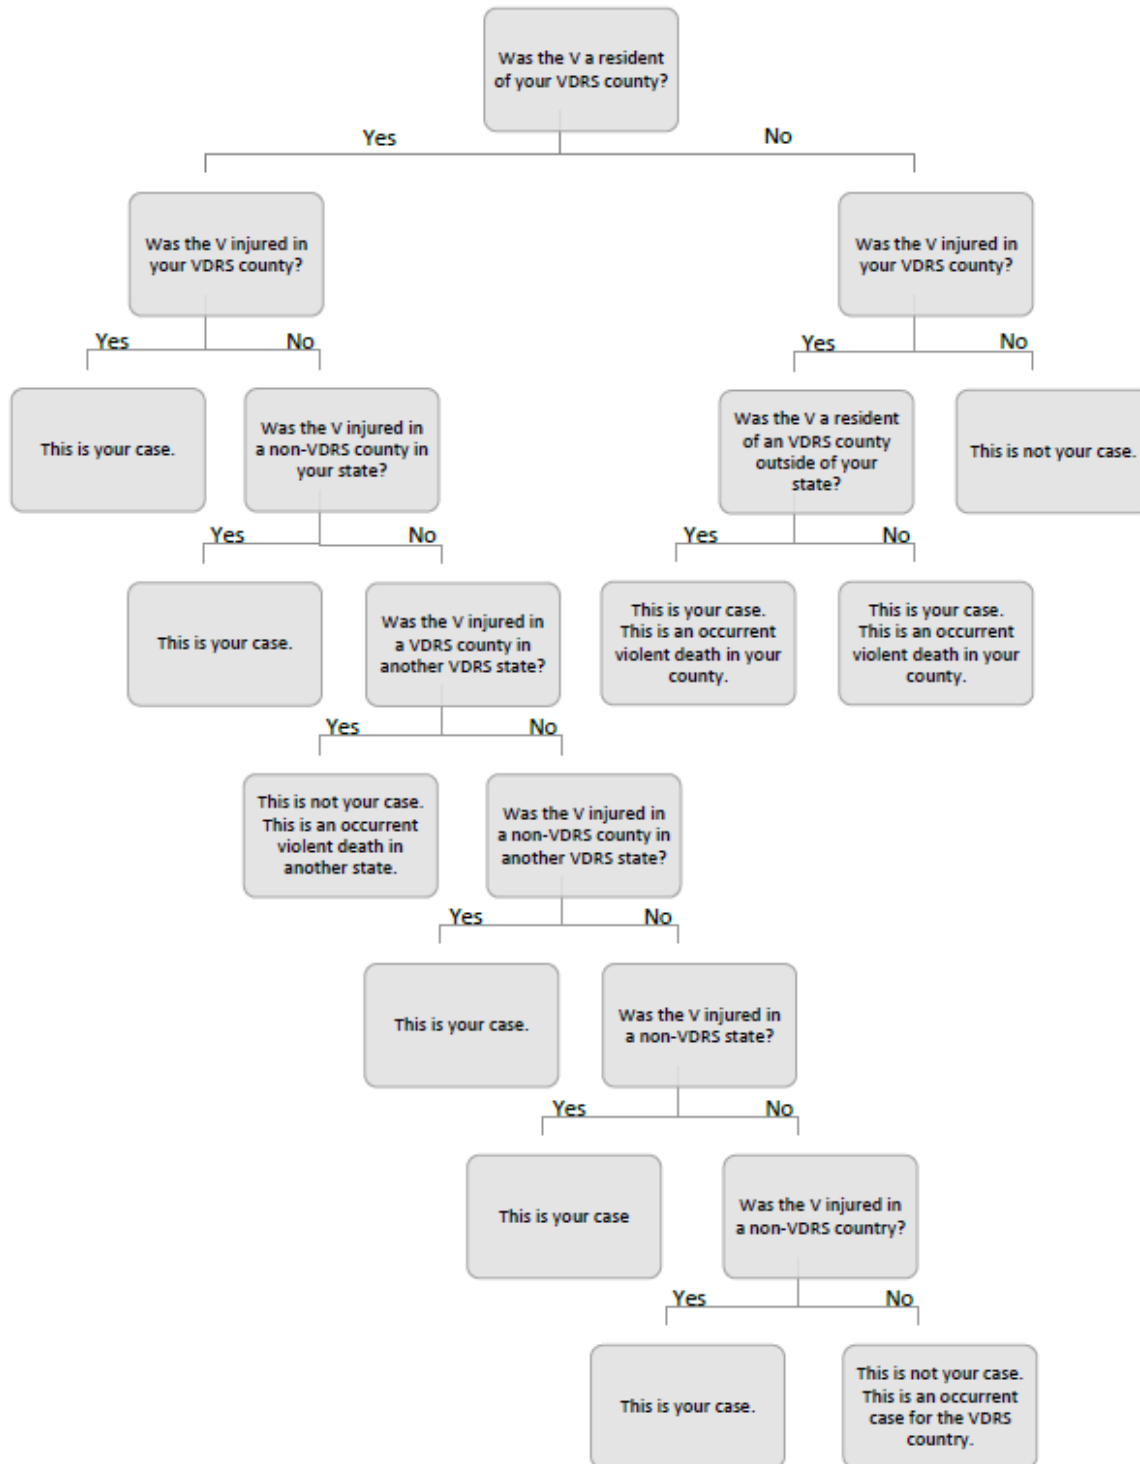 Was the V a resident
of your VDRS county?
Yes
No
Was the V injured in
your VDRS county?
Was the V injured in
your VDRS county?
Yes
No
Yes
No
This is your case.
Was the V injured in
a non-VDRS county in
your state?
Was the V a resident
of an VDRS county
outside of your
state?
This is not your case.
Yes
No
Yes
No
This is your case.
Was the V injured in
a VDRS county in
another VDRS state?
This is your case.
This is an occurrent
violent death in your
county.
This is your case.
This is an occurrent
violent death in your
county.
Yes
No
This is not your case.
This is an occurrent
violent death in
another state.
Was the V injured in
a non-VDRS county in
another VDRS state?
Yes
No
This is your case.
Was the V injured in
a non-VDRS state?
Yes
No
This is your case
Was the V injured in
a non-VDRS country?
Yes
No
This is your case.
This is not your case.
This is an occurrent
case for the VDRS
country.